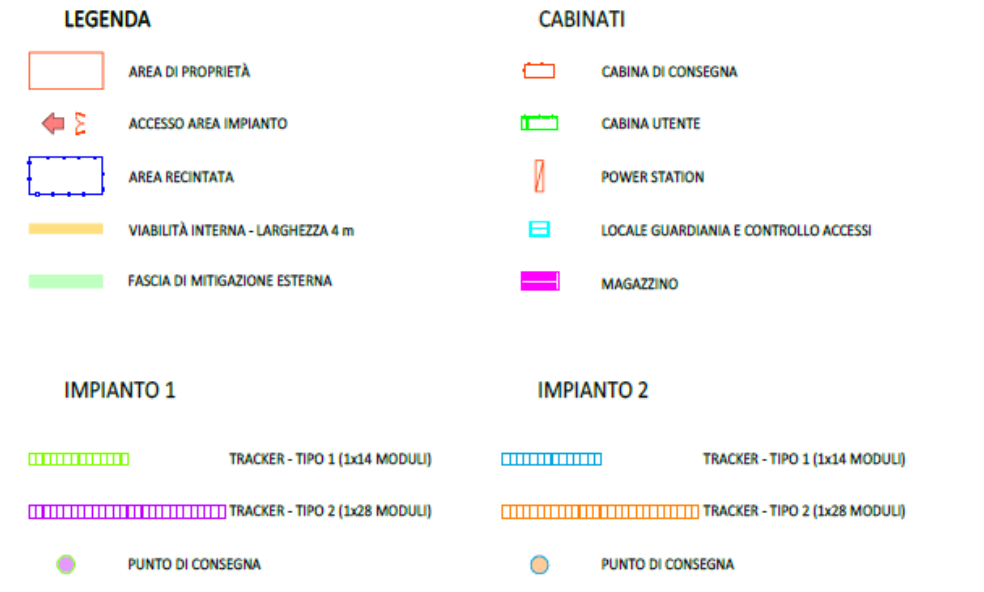 LEGENDA
AREA DI PROPRIETÀ
ACCESSO AREA IMPIANTO
AREA RECINTATA
VIABILITÀ INTERNA - LARGHEZZA 4 m
FASCIA DI MITIGAZIONE ESTERNA
CABINATI
CABINA DI CONSEGNA
CABINA UTENTE
POWER STATION
LOCALE GUARDIANIA E CONTROLLO ACCESSI
MAGAZZINO
IMPIANTO 1
TRACKER - TIPO 1 (1x14 MODULI)
TRACKER - TIPO 2 (1x28 MODULI)
PUNTO DI CONSEGNA
IMPIANTO 2
TRACKER - TIPO 1 (1x14 MODULI)
TRACKER - TIPO 2 (1x28 MODULI)
PUNTO DI CONSEGNA